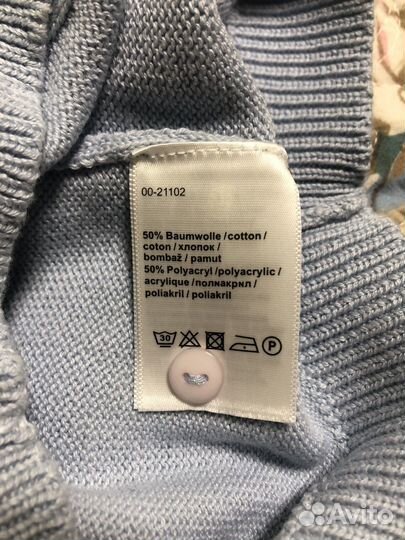 00-21102
50% Baumwolle /cotton/
coton / хлопок /
bombaž / pamut
50% Polyacryl /polyacrylic /
acrylique /полиакрил /
poliakril / poliakril
30
P
Avito